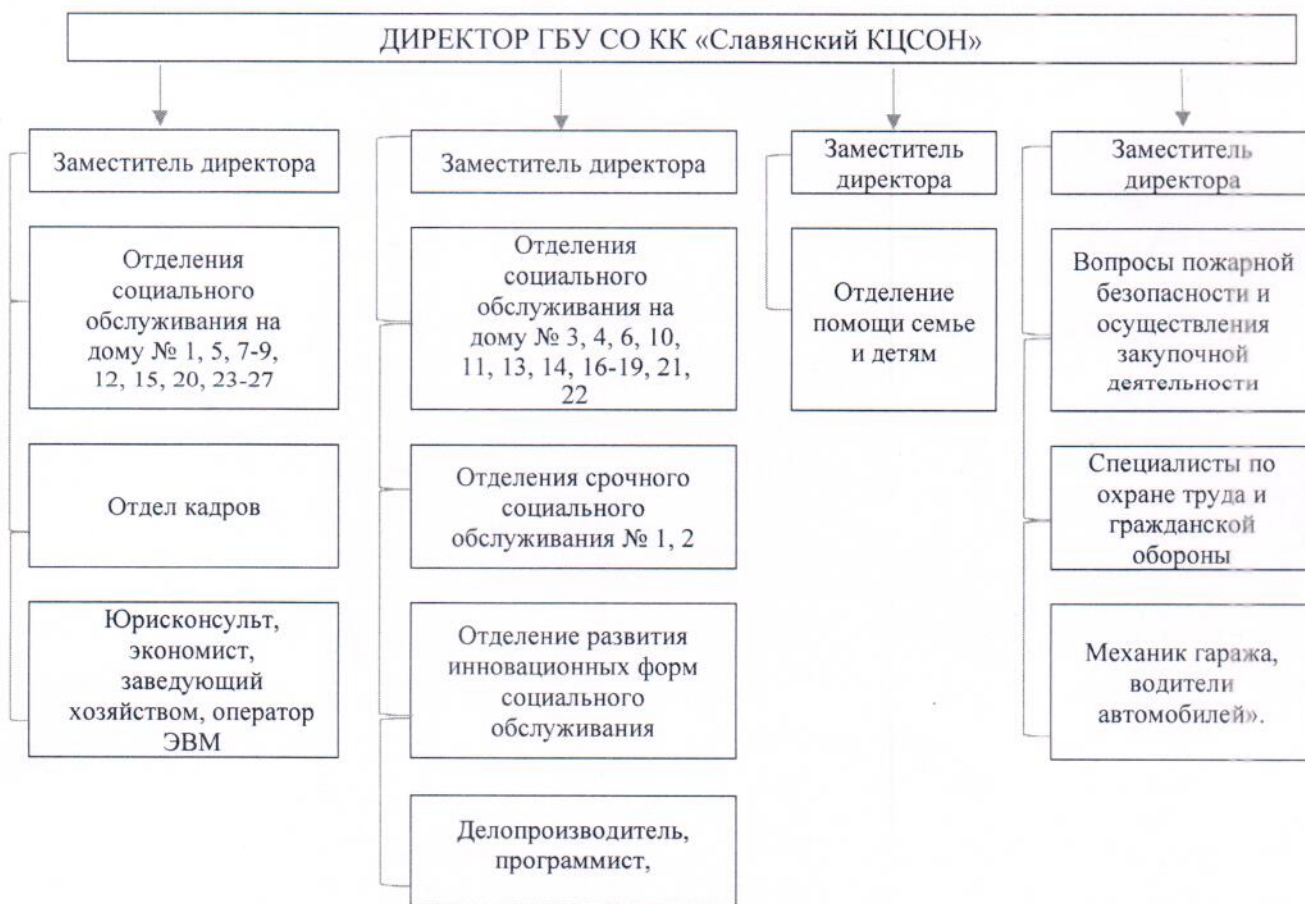 ДИРЕКТОР ГБУ СО КК «Славянский КЦСОН»
Заместитель директора
Отделения
социального
обслуживания на
дому № 1, 5, 7-9,
12, 15, 20, 23-27
Отдел кадров
Юрисконсульт,
экономист,
заведующий
хозяйством, оператор
ЭВМ
Заместитель директора
Отделения
социального
обслуживания на
дому № 3, 4, 6, 10,
11, 13, 14, 16-19, 21,
22
Отделения срочного
социального
обслуживания № 1, 2
Отделение развития
инновационных форм
социального
обслуживания
Делопроизводитель,
программист,
Заместитель
директора
Отделение
помощи семье
и детям
Заместитель
директора
Вопросы пожарной
безопасности и
осуществления
закупочной
деятельности
Специалисты по
охране труда и
гражданской
обороны
Механик гаража,
водители
автомобилей».